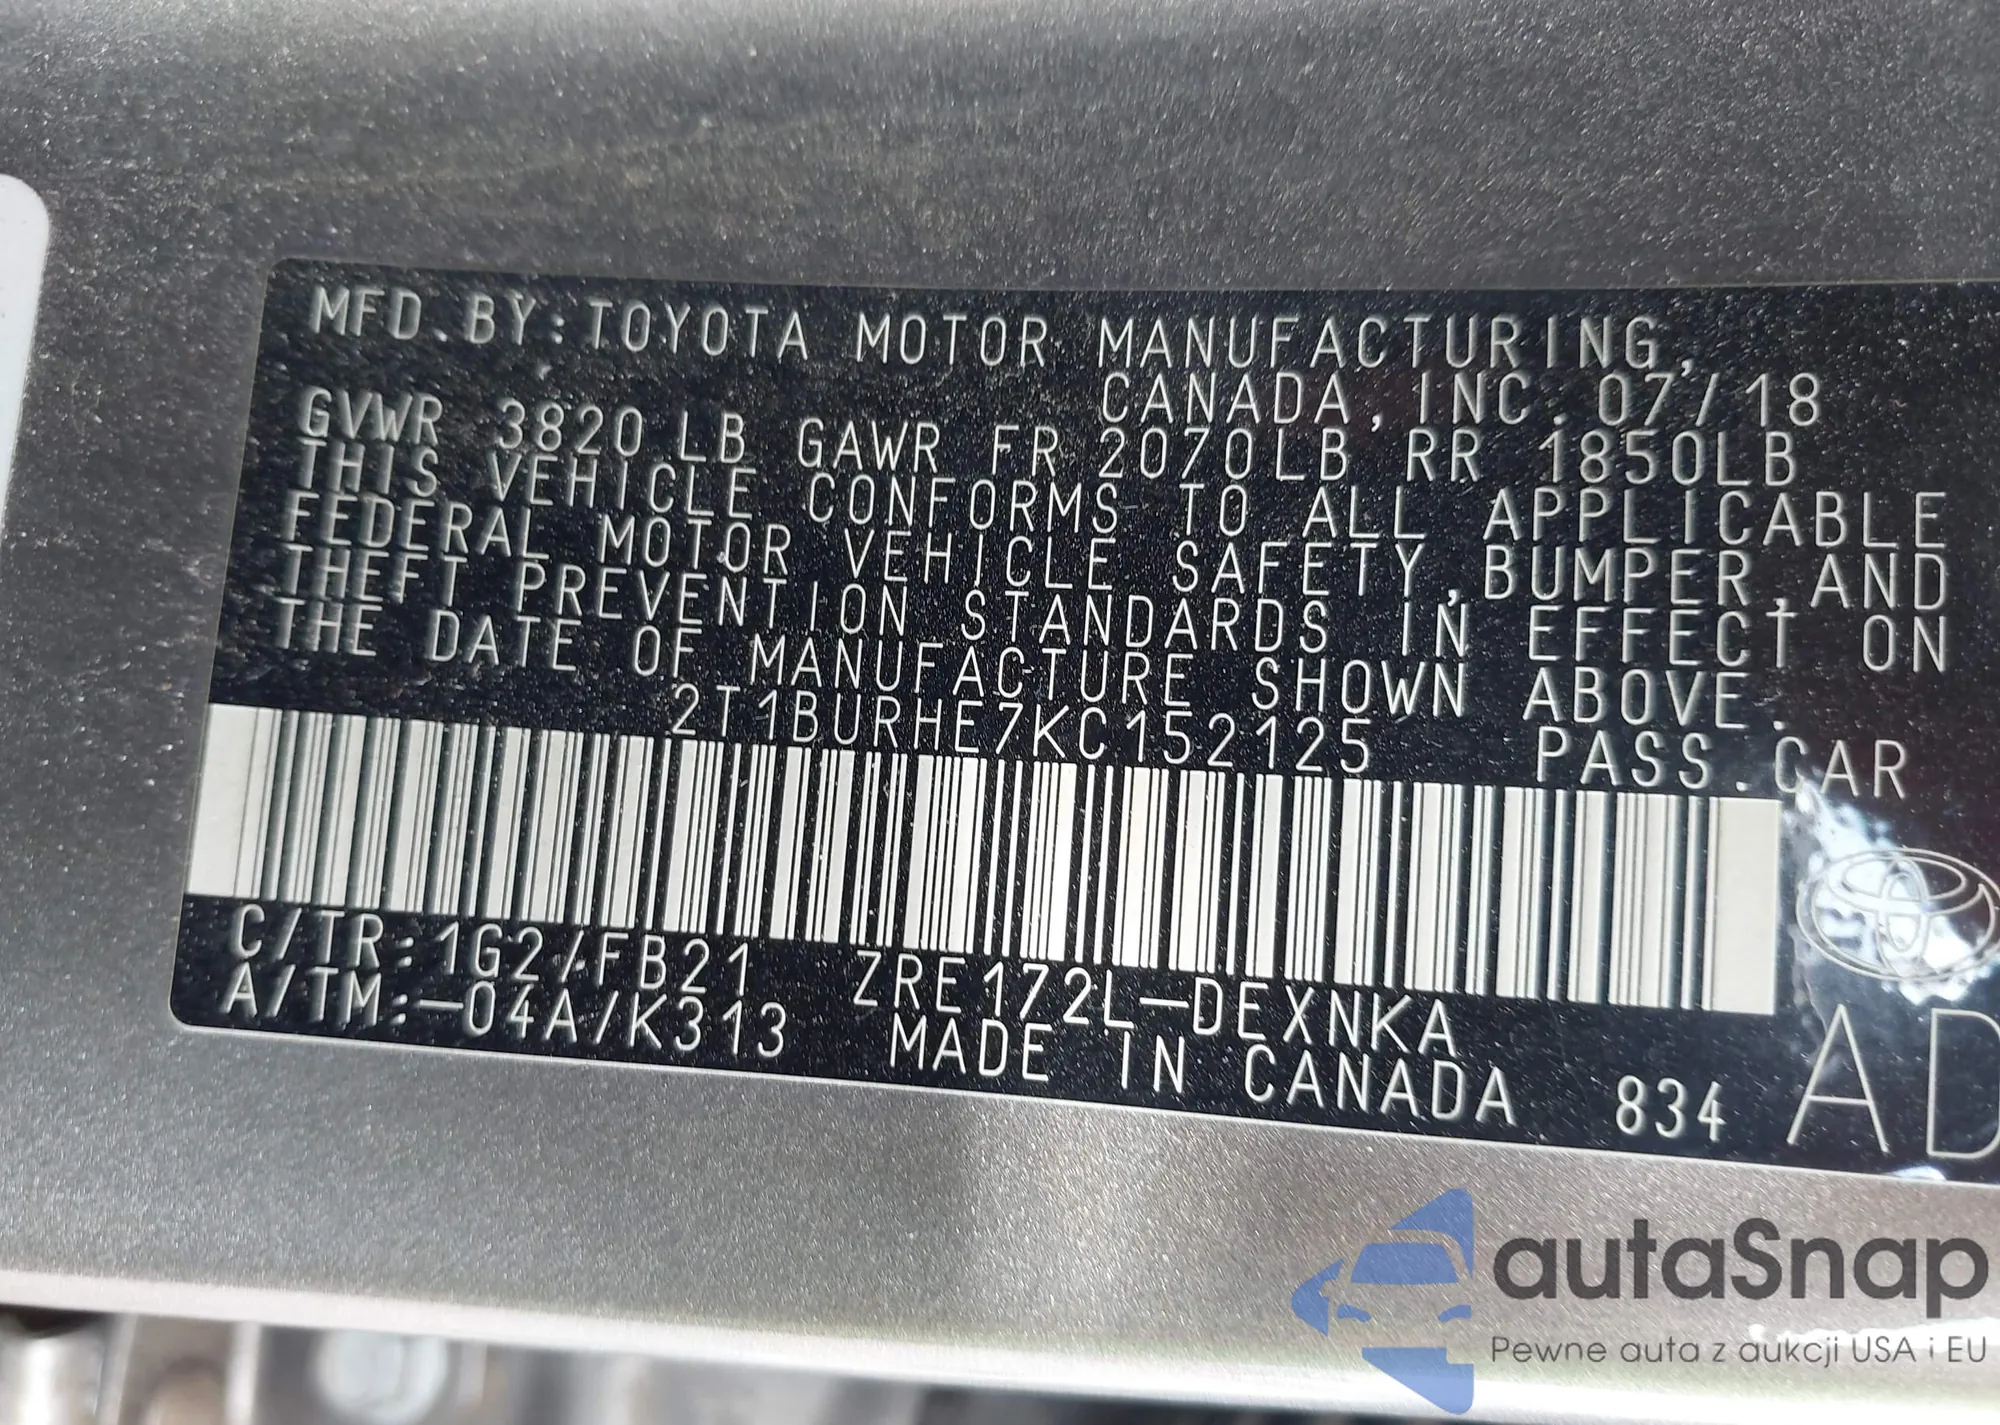 MFD.BY:TOYOTA MOTOR MANUFACTURING,
CANADA,INC.07/18
GVWR 3820LB GAWR FR 2070LB RR 1850LB
THIS VEHICLE CONFORMS TO ALL APPLICABLE
FEDERAL MOTOR VEHICLE SAFETY,BUMPER,AND
THEFT PREVENTION STANDARDS IN EFFECT ON
THE DATE OF MANUFACTURE SHOWN ABOVE.
2T1BURHE7KC152125 PASS.CAR
C/TR:1G2/FB21 ZRE172L-DEXNKA
A/TM:-04A/K313 MADE IN CANADA 834 AD
autaSnap
Pewne auta z aukcji USA i EU